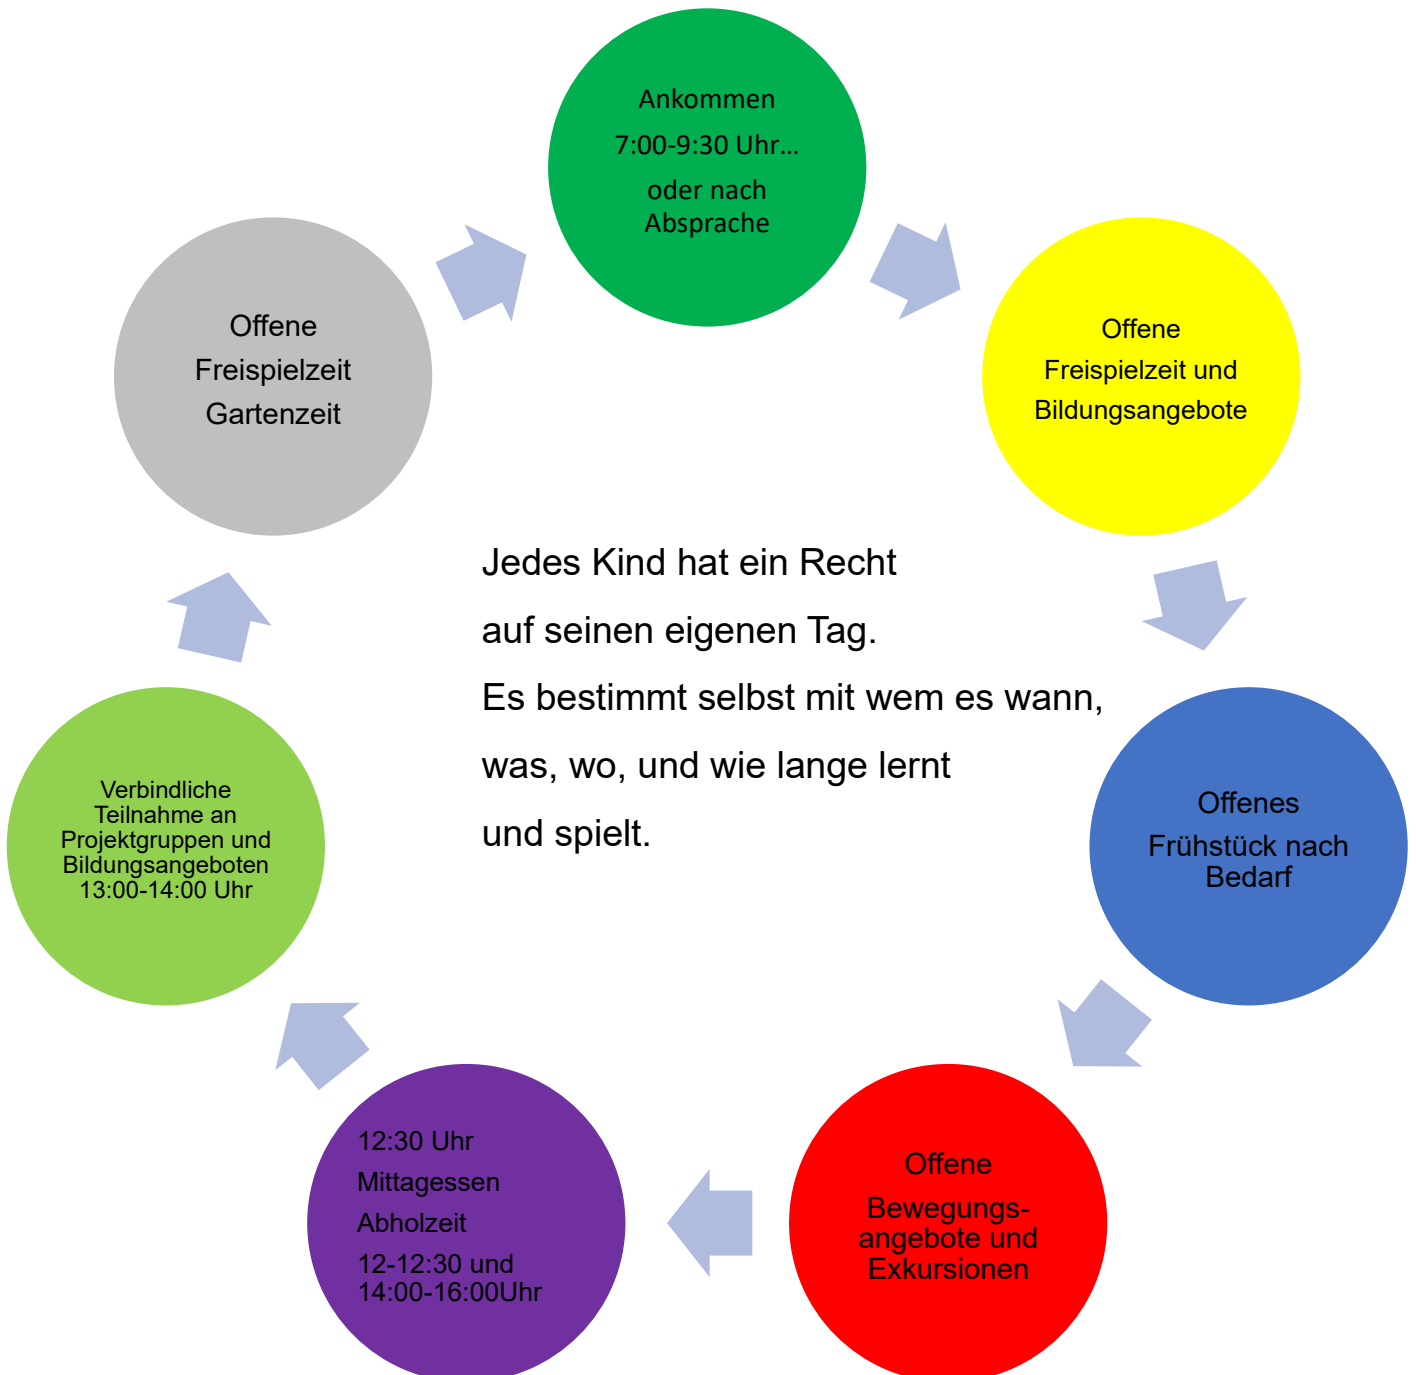 Ankommen
7:00-9:30 Uhr...
oder nach
Absprache
Offene
Freispielzeit und
Bildungsangebote
Offenes
Frühstück nach
Bedarf
Offene
Bewegungs-
angebote und
Exkursionen
12:30 Uhr
Mittagessen
Abholzeit
12-12:30 und
14:00-16:00Uhr
Verbindliche
Teilnahme an
Projektgruppen und
Bildungsangeboten
13:00-14:00 Uhr
Offene
Freispielzeit
Gartenzeit
Jedes Kind hat ein Recht
auf seinen eigenen Tag.
Es bestimmt selbst mit wem es wann,
was, wo, und wie lange lernt
und spielt.